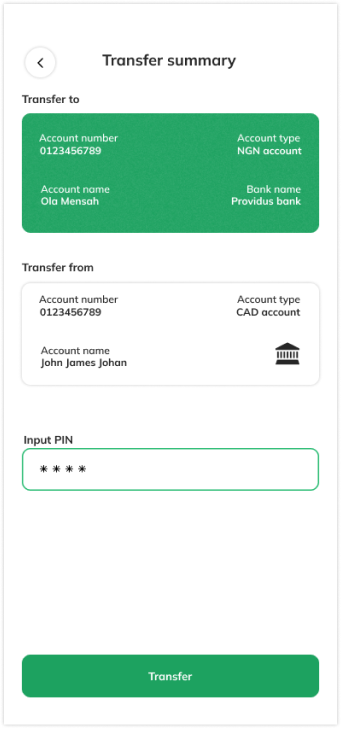 Transfer summary
Transfer to
Account number Account type
0123456789 NGN account
Account name Bank name
Ola Mensah Providus bank
Transfer from
Account number Account type
0123456789 CAD account
Account name
John James Johan
Input PIN
* * * *
Transfer